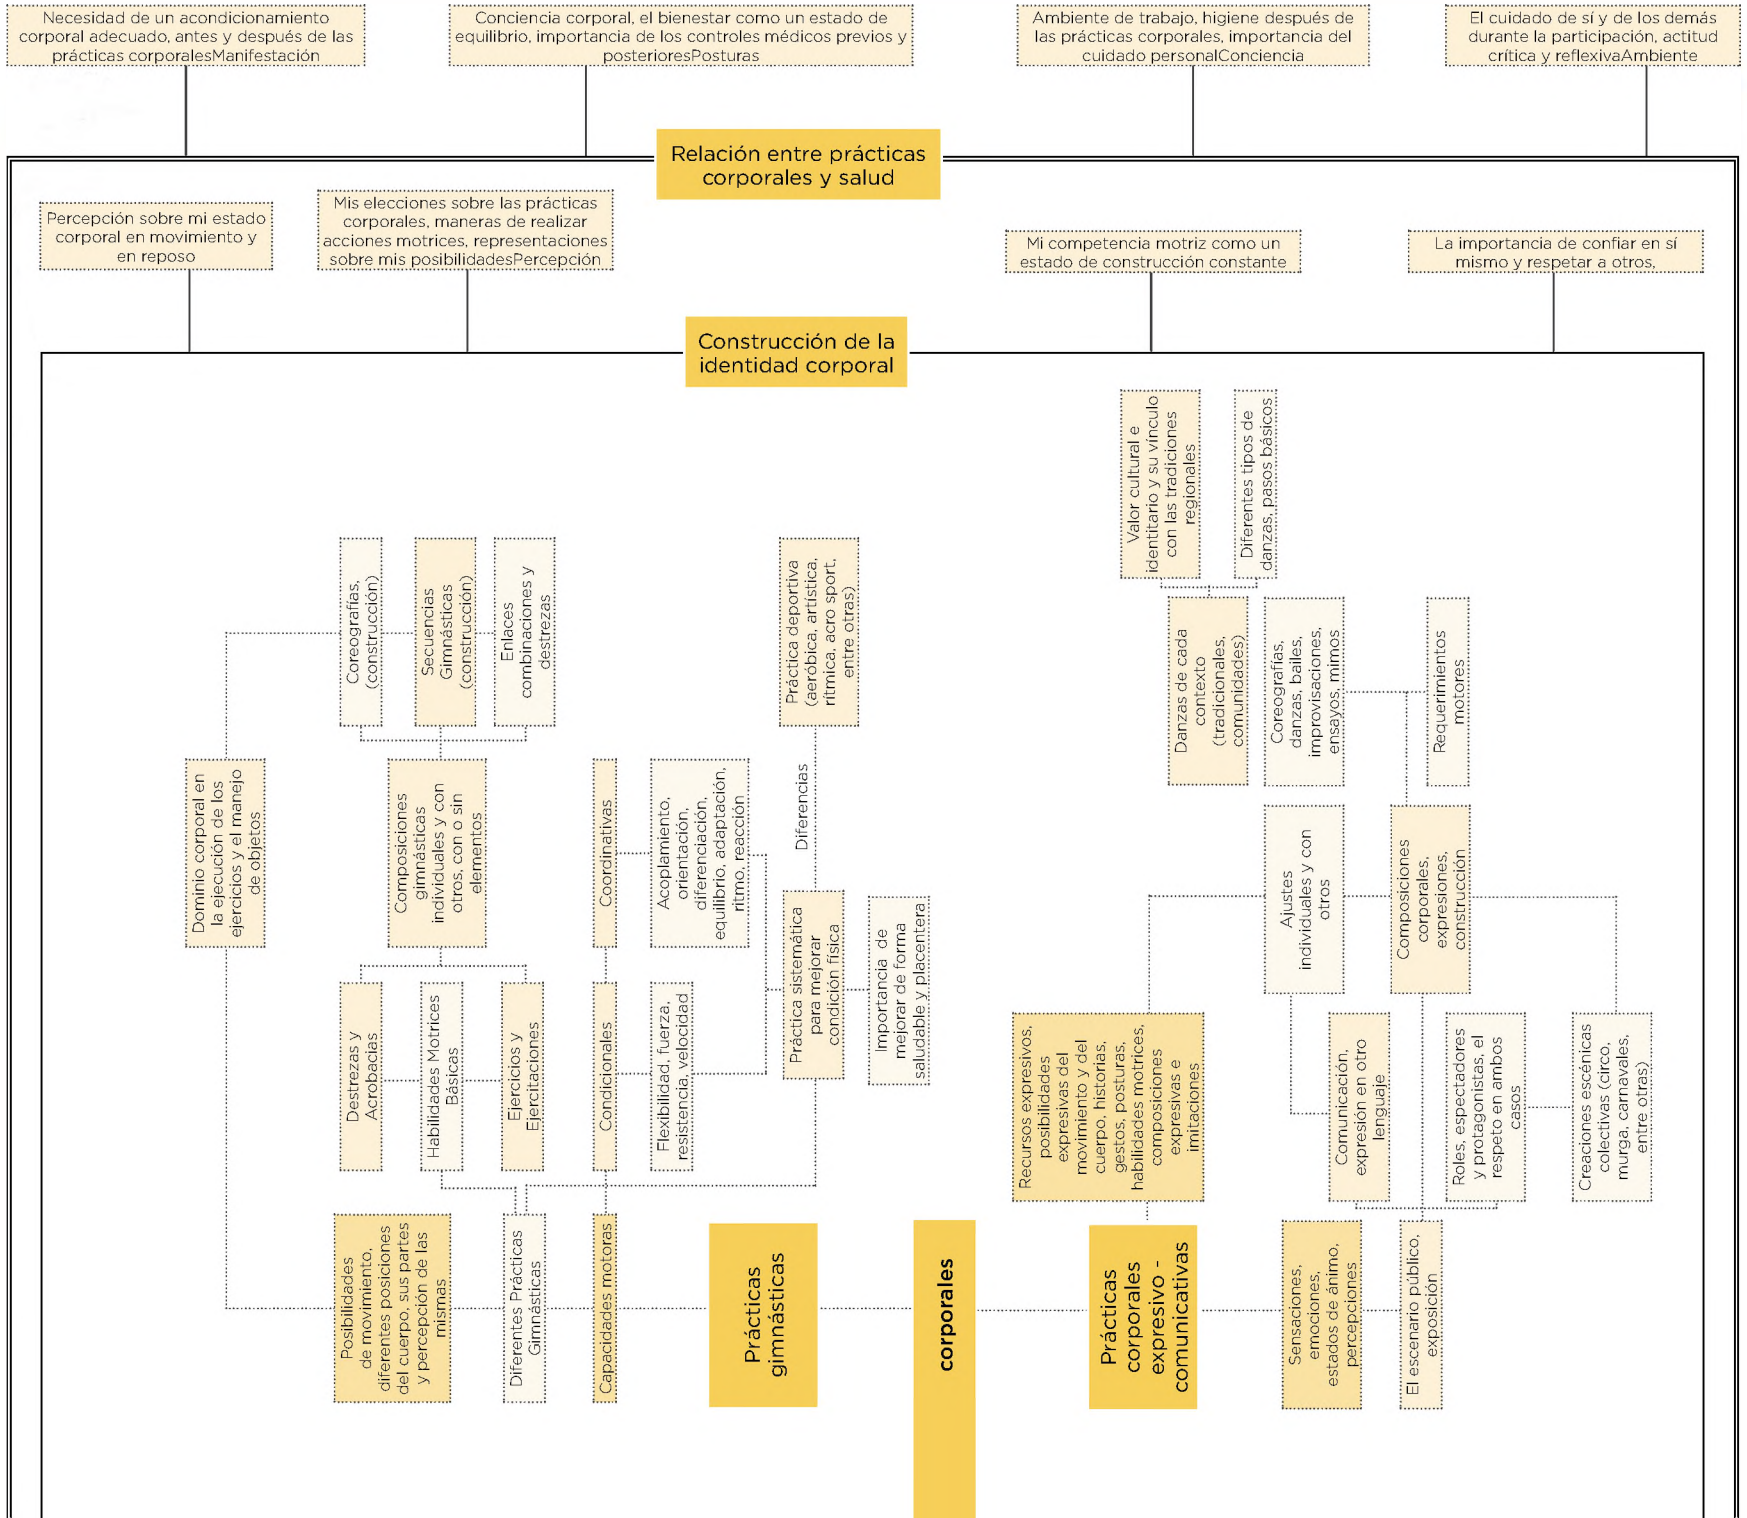 Necesidad de un acondicionamiento
corporal adecuado, antes y después de las
prácticas corporalesManifestación
Conciencia corporal, el bienestar como un estado de
equilibrio, importancia de los controles médicos previos y
posterioresPosturas
Ambiente de trabajo, higiene después de
las prácticas corporales, importancia del
cuidado personalConciencia
El cuidado de sí y de los demás
durante la participación, actitud
crítica y reflexivaAmbiente
Relación entre prácticas
corporales y salud
Percepción sobre mi estado
corporal en movimiento y
en reposo
Mis elecciones sobre las prácticas
corporales, maneras de realizar
acciones motrices, representaciones
sobre mis posibilidadesPercepción
Mi competencia motriz como un
estado de construcción constante
La importancia de confiar en sí
mismo y respetar a otros,
Construcción de la
identidad corporal
Valor cultural e
identitario y su vínculo
con las tradiciones
regionales
Diferentes tipos de
danzas, pasos básicos
Coreografías,
(construcción)
Secuencias
Gimnásticas
(construcción)
Enlaces
combinaciones y
destrezas
Práctica deportiva
(aeróbica, artística,
rítmica, acro sport,
entre otras)
Danzas de cada
contexto
(tradicionales,
comunidades)
Coreografías,
danzas, bailes,
improvisaciones,
ensayos, mimos
Requerimientos
motores
Dominio corporal en
la ejecución de los
ejercicios y el manejo
de objetos
Composiciones
gimnásticas
individuales y con
otros, con o sin
elementos
Coordinativas
Acoplamiento,
orientación,
diferenciación,
equilibrio, adaptación,
ritmo, reacción
Diferencias
Práctica sistemática
para mejorar
condición física
Importancia de
mejorar de forma
saludable y placentera
Ajustes
individuales y con
otros
Composiciones
corporales,
expresiones,
construcción
Destrezas y
Acrobacias
Habilidades Motrices
Básicas
Ejercicios y
Ejercitaciones
Condicionales
Flexibilidad, fuerza,
resistencia, velocidad
Recursos expresivos,
posibilidades
expresivas del
movimiento y del
cuerpo, historias,
gestos, posturas,
habilidades motrices,
composiciones
expresivas e
imitaciones
Comunicación,
expresión en otro
lenguaje
Roles, espectadores
y protagonistas, el
respeto en ambos
casos
Creaciones escénicas
colectivas (circo,
murga, carnavales,
entre otras)
Posibilidades
de movimiento,
diferentes posiciones
del cuerpo, sus partes
y percepción de las
mismas
Diferentes Prácticas
Gimnásticas
Capacidades motoras
Prácticas
gimnásticas
corporales
Prácticas
corporales
expresivo -
comunicativas
Sensaciones,
emociones,
estados de ánimo,
percepciones
El escenario público,
exposición